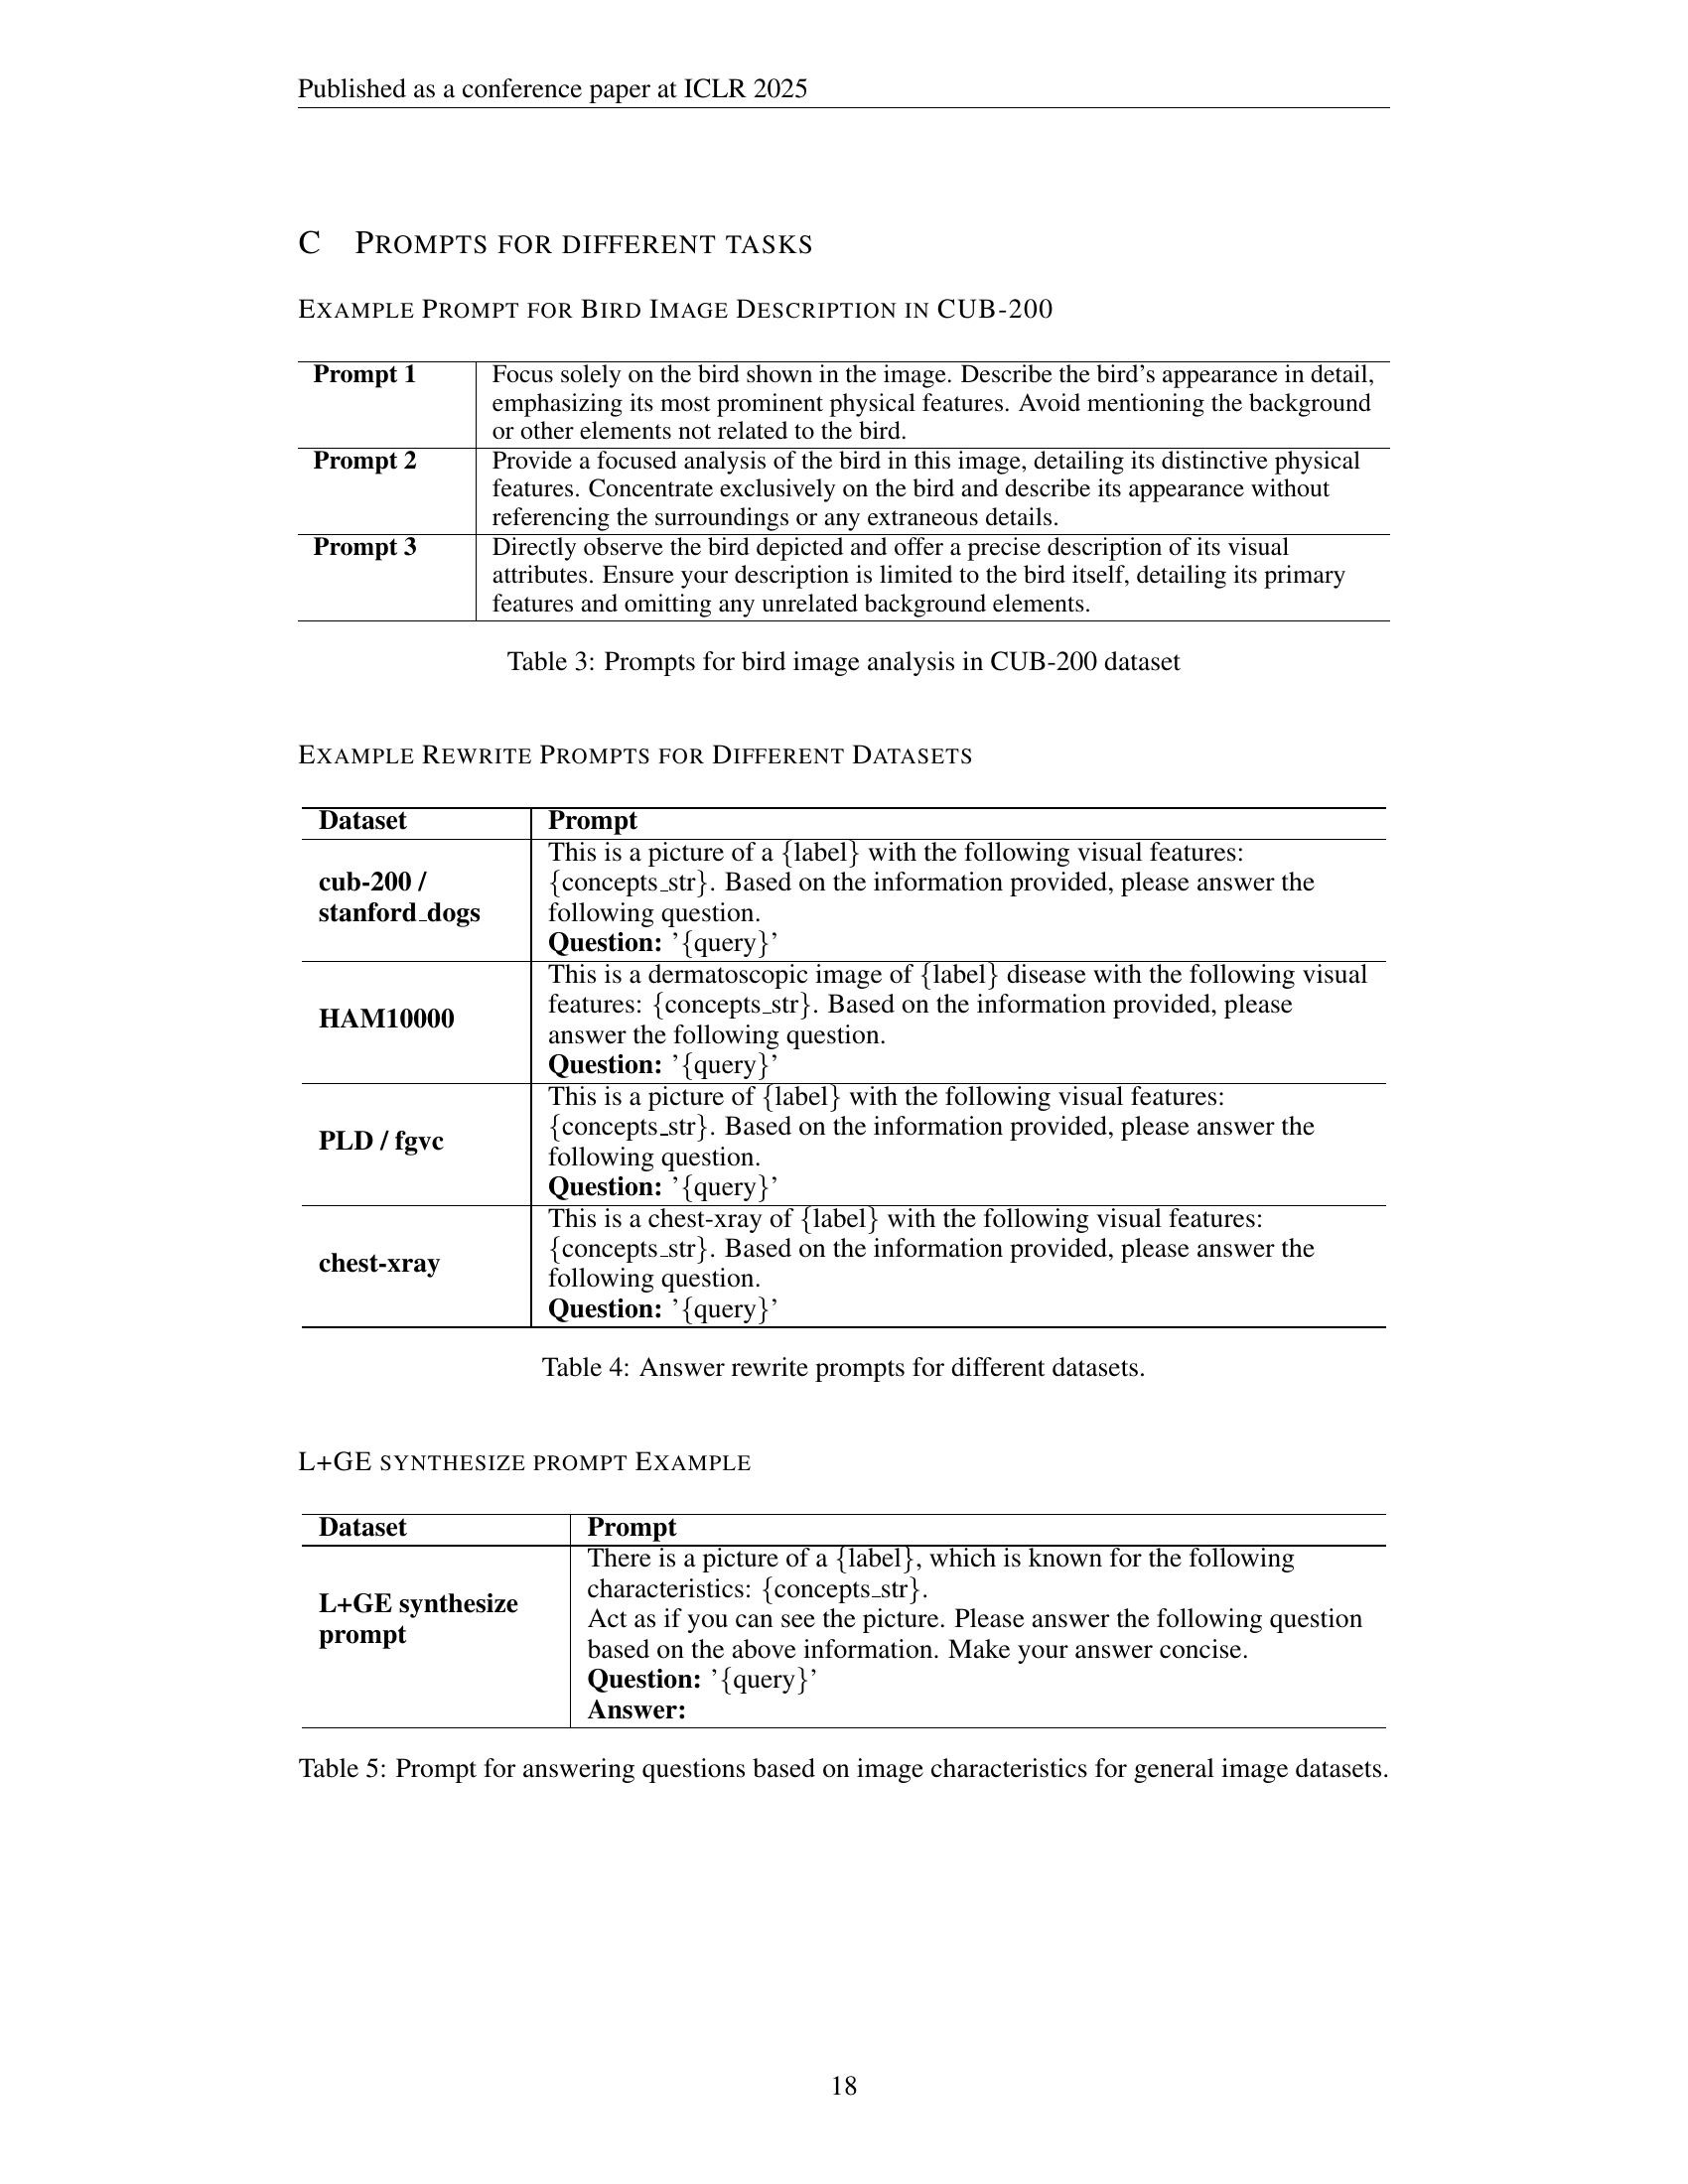 Published as a conference paper at ICLR 2025
C PROMPTS FOR DIFFERENT TASKS
EXAMPLE PROMPT FOR BIRD IMAGE DESCRIPTION IN CUB-200
Prompt 1 Focus solely on the bird shown in the image. Describe the bird's appearance in detail,
emphasizing its most prominent physical features. Avoid mentioning the background
or other elements not related to the bird.
Prompt 2 Provide a focused analysis of the bird in this image, detailing its distinctive physical
features. Concentrate exclusively on the bird and describe its appearance without
referencing the surroundings or any extraneous details.
Prompt 3 Directly observe the bird depicted and offer a precise description of its visual
attributes. Ensure your description is limited to the bird itself, detailing its primary
features and omitting any unrelated background elements.
Table 3: Prompts for bird image analysis in CUB-200 dataset
EXAMPLE REWRITE PROMPTS FOR DIFFERENT DATASETS
Dataset Prompt
cub-200 /
stanford_dogs
This is a picture of a {label} with the following visual features:
{concepts_str}. Based on the information provided, please answer the
following question.
Question: '{query}'
HAM10000
This is a dermatoscopic image of {label} disease with the following visual
features: {concepts_str}. Based on the information provided, please
answer the following question.
Question: '{query}'
PLD / fgvc
This is a picture of {label} with the following visual features:
{concepts_str}. Based on the information provided, please answer the
following question.
Question: '{query}'
chest-xray
This is a chest-xray of {label} with the following visual features:
{concepts_str}. Based on the information provided, please answer the
following question.
Question: '{query}'
Table 4: Answer rewrite prompts for different datasets.
L+GE SYNTHESIZE PROMPT EXAMPLE
Dataset Prompt
L+GE synthesize
prompt
There is a picture of a {label}, which is known for the following
characteristics: {concepts_str}.
Act as if you can see the picture. Please answer the following question
based on the above information. Make your answer concise.
Question: '{query}'
Answer:
Table 5: Prompt for answering questions based on image characteristics for general image datasets.
18